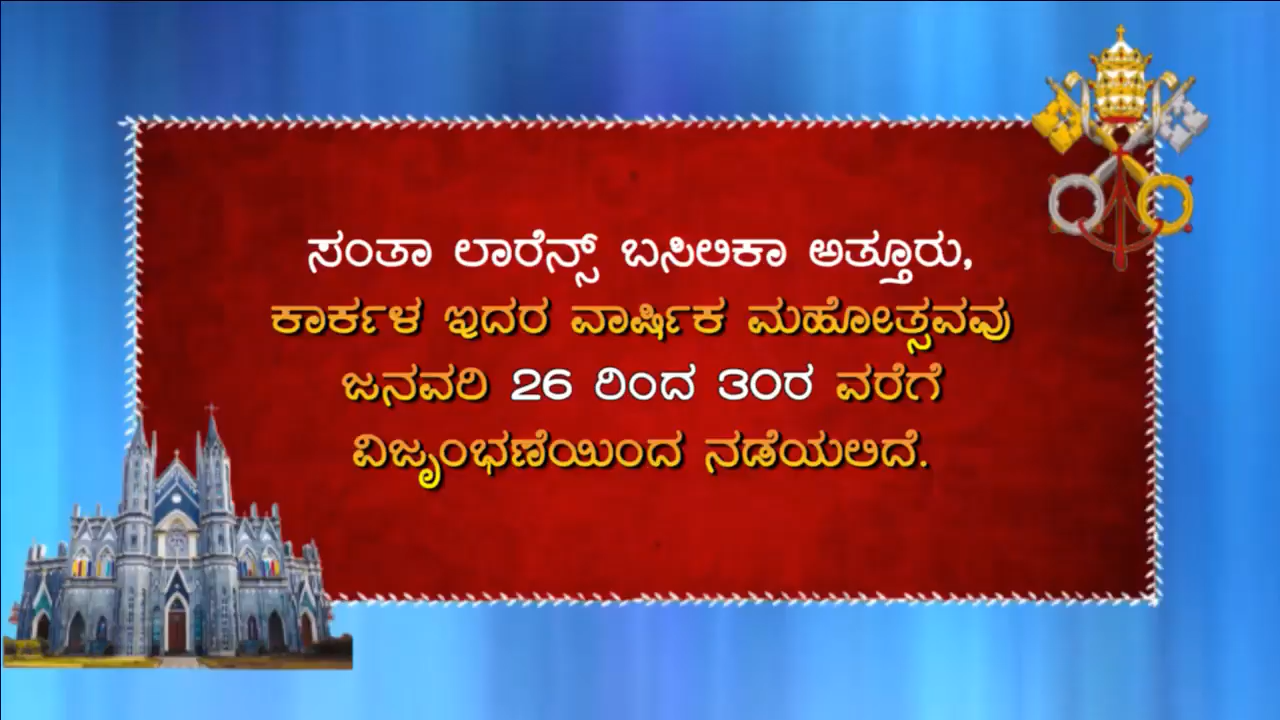 ಸಂತಾ ಲಾರೆನ್ಸ್ ಬಸಿಲಿಕಾ ಅತ್ತೂರು,
ಕಾರ್ಕಳ ಇದರ ವಾರ್ಷಿಕ ಮಹೋತ್ಸವವು
ಜನವರಿ 26 ರಿಂದ 30ರ ವರೆಗೆ
ವಿಜೃಂಭಣೆಯಿಂದ ನಡೆಯಲಿದೆ.